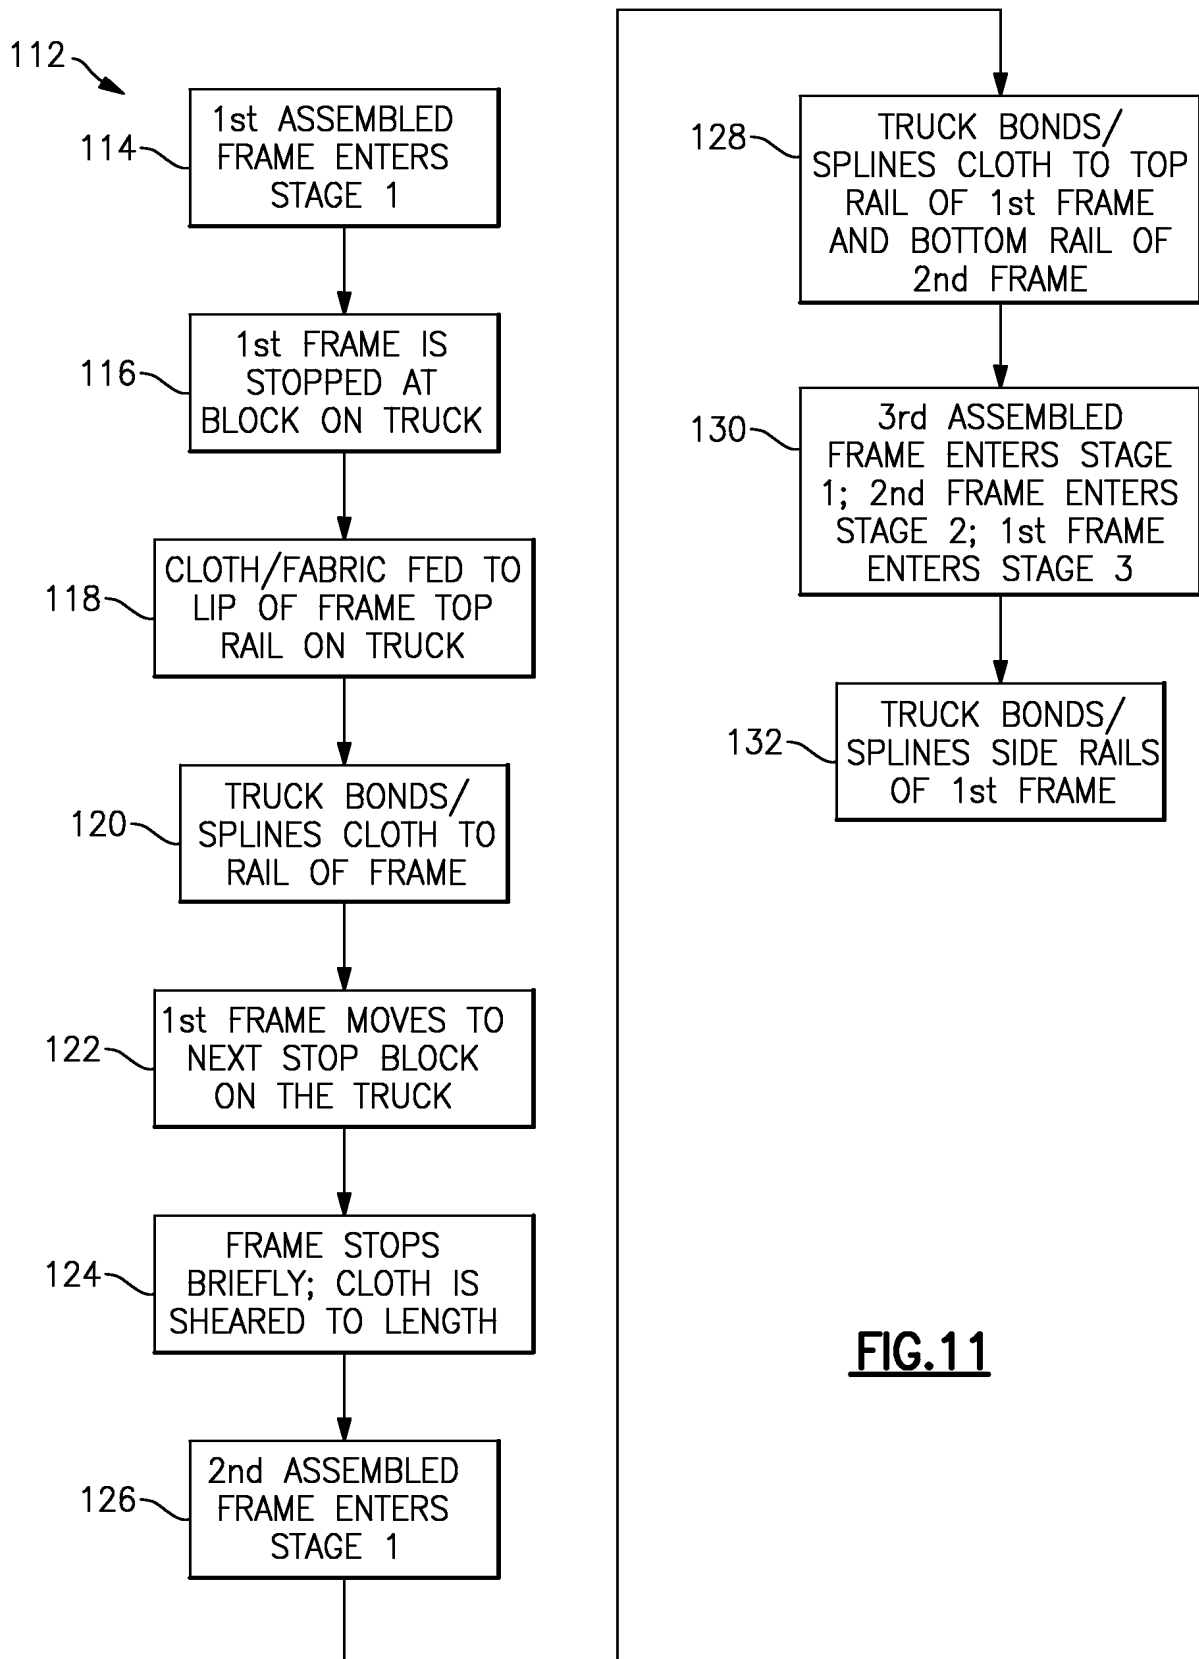 112
114
1st ASSEMBLED
FRAME ENTERS
STAGE 1
116
1st FRAME IS
STOPPED AT
BLOCK ON TRUCK
118
CLOTH/FABRIC FED TO
LIP OF FRAME TOP
RAIL ON TRUCK
120
TRUCK BONDS/
SPLINES CLOTH TO
RAIL OF FRAME
122
1st FRAME MOVES TO
NEXT STOP BLOCK
ON THE TRUCK
124
FRAME STOPS
BRIEFLY; CLOTH IS
SHEARED TO LENGTH
126
2nd ASSEMBLED
FRAME ENTERS
STAGE 1
128
TRUCK BONDS/
SPLINES CLOTH TO TOP
RAIL OF 1st FRAME
AND BOTTOM RAIL OF
2nd FRAME
130
3rd ASSEMBLED
FRAME ENTERS STAGE
1; 2nd FRAME ENTERS
STAGE 2; 1st FRAME
ENTERS STAGE 3
132
TRUCK BONDS/
SPLINES SIDE RAILS
OF 1st FRAME
FIG.11